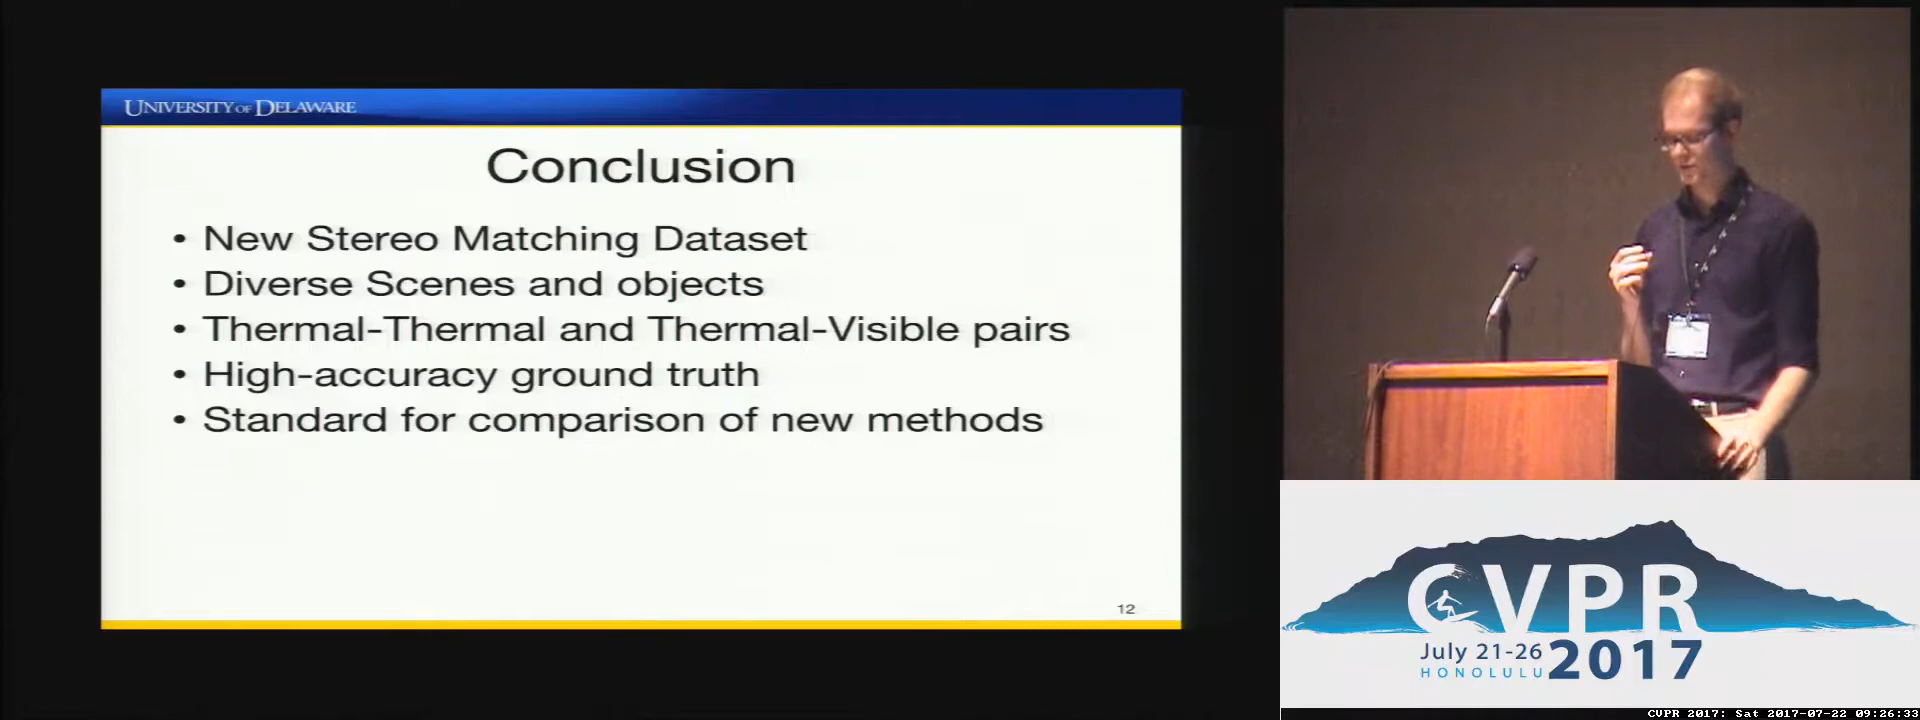 UNIVERSITY OF DELAWARE
Conclusion
• New Stereo Matching Dataset
• Diverse Scenes and objects
• Thermal-Thermal and Thermal-Visible pairs
• High-accuracy ground truth
• Standard for comparison of new methods
12
CVPR
July 21-26
HONOLULU
2017
CVPR 2017: Sat 2017-07-22 09:26:33